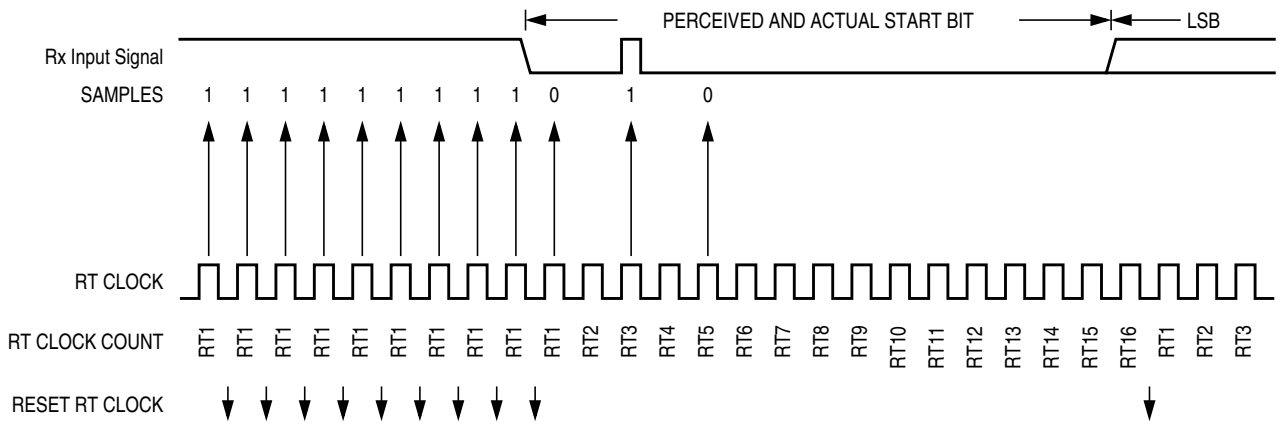 PERCEIVED AND ACTUAL START BIT LSB
Rx Input Signal
SAMPLES 1 1 1 1 1 1 1 1 1 0 1 0
RT CLOCK
RT CLOCK COUNT RT1 RT1 RT1 RT1 RT1 RT1 RT1 RT1 RT1 RT1 RT2 RT3 RT4 RT5 RT6 RT7 RT8 RT9 RT10 RT11 RT12 RT13 RT14 RT15 RT16 RT1 RT2 RT3
RESET RT CLOCK